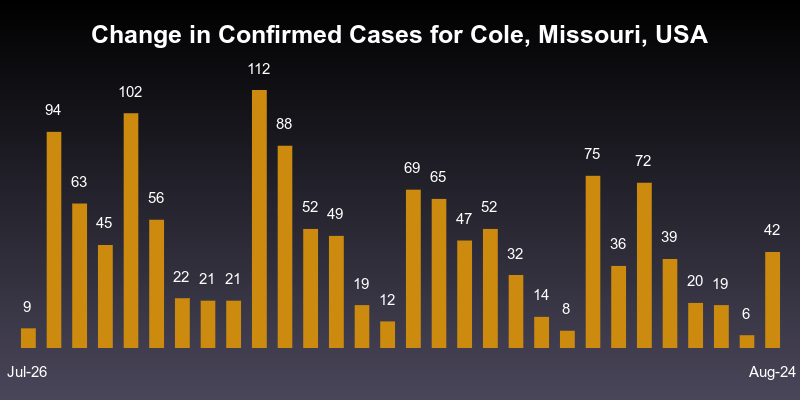 Change in Confirmed Cases for Cole, Missouri, USA
9 94 63 45 102 56 22 21 21 112 88 52 49 19 12 69 65 47 52 32 14 8 75 36 72 39 20 19 6 42
Jul-26 Aug-24